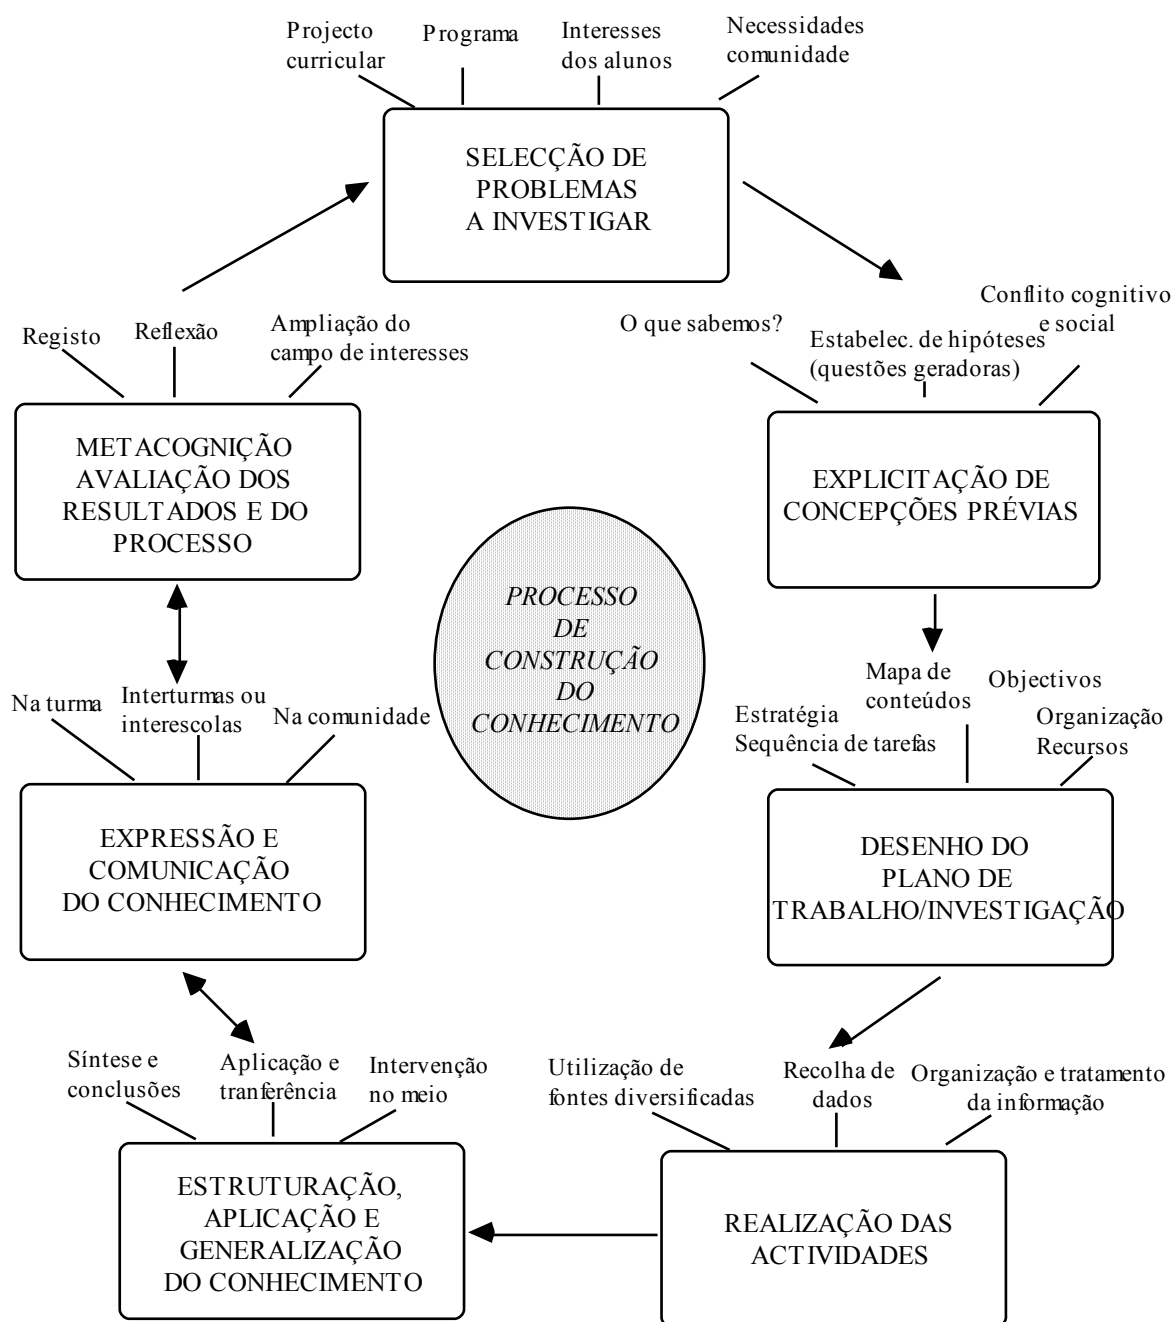 Projecto
curricular
Programa
Interesses
dos alunos
Necessidades
comunidade
SELECÇÃO DE
PROBLEMAS
A INVESTIGAR
Conflito cognitivo
e social
O que sabemos?
Estabelec. de hipóteses
(questões geradoras)
EXPLICITAÇÃO DE
CONCEPÇÕES PRÉVIAS
Mapa de
conteúdos
Objectivos
Estratégia
Sequência de tarefas
Organização
Recursos
DESENHO DO
PLANO DE
TRABALHO/INVESTIGAÇÃO
Utilização de
fontes diversificadas
Recolha de
dados
Organização e tratamento
da informação
REALIZAÇÃO DAS
ACTIVIDADES
Síntese e
conclusões
Aplicação e
tranferência
Intervenção
no meio
ESTRUTURAÇÃO,
APLICAÇÃO E
GENERALIZAÇÃO
DO CONHECIMENTO
Na turma
Interturmas ou
interescolas
Na comunidade
EXPRESSÃO E
COMUNICAÇÃO
DO CONHECIMENTO
Registo
Reflexão
Ampliação do
campo de interesses
METACOGNIÇÃO
AVALIAÇÃO DOS
RESULTADOS E DO
PROCESSO
PROCESSO
DE
CONSTRUÇÃO
DO
CONHECIMENTO